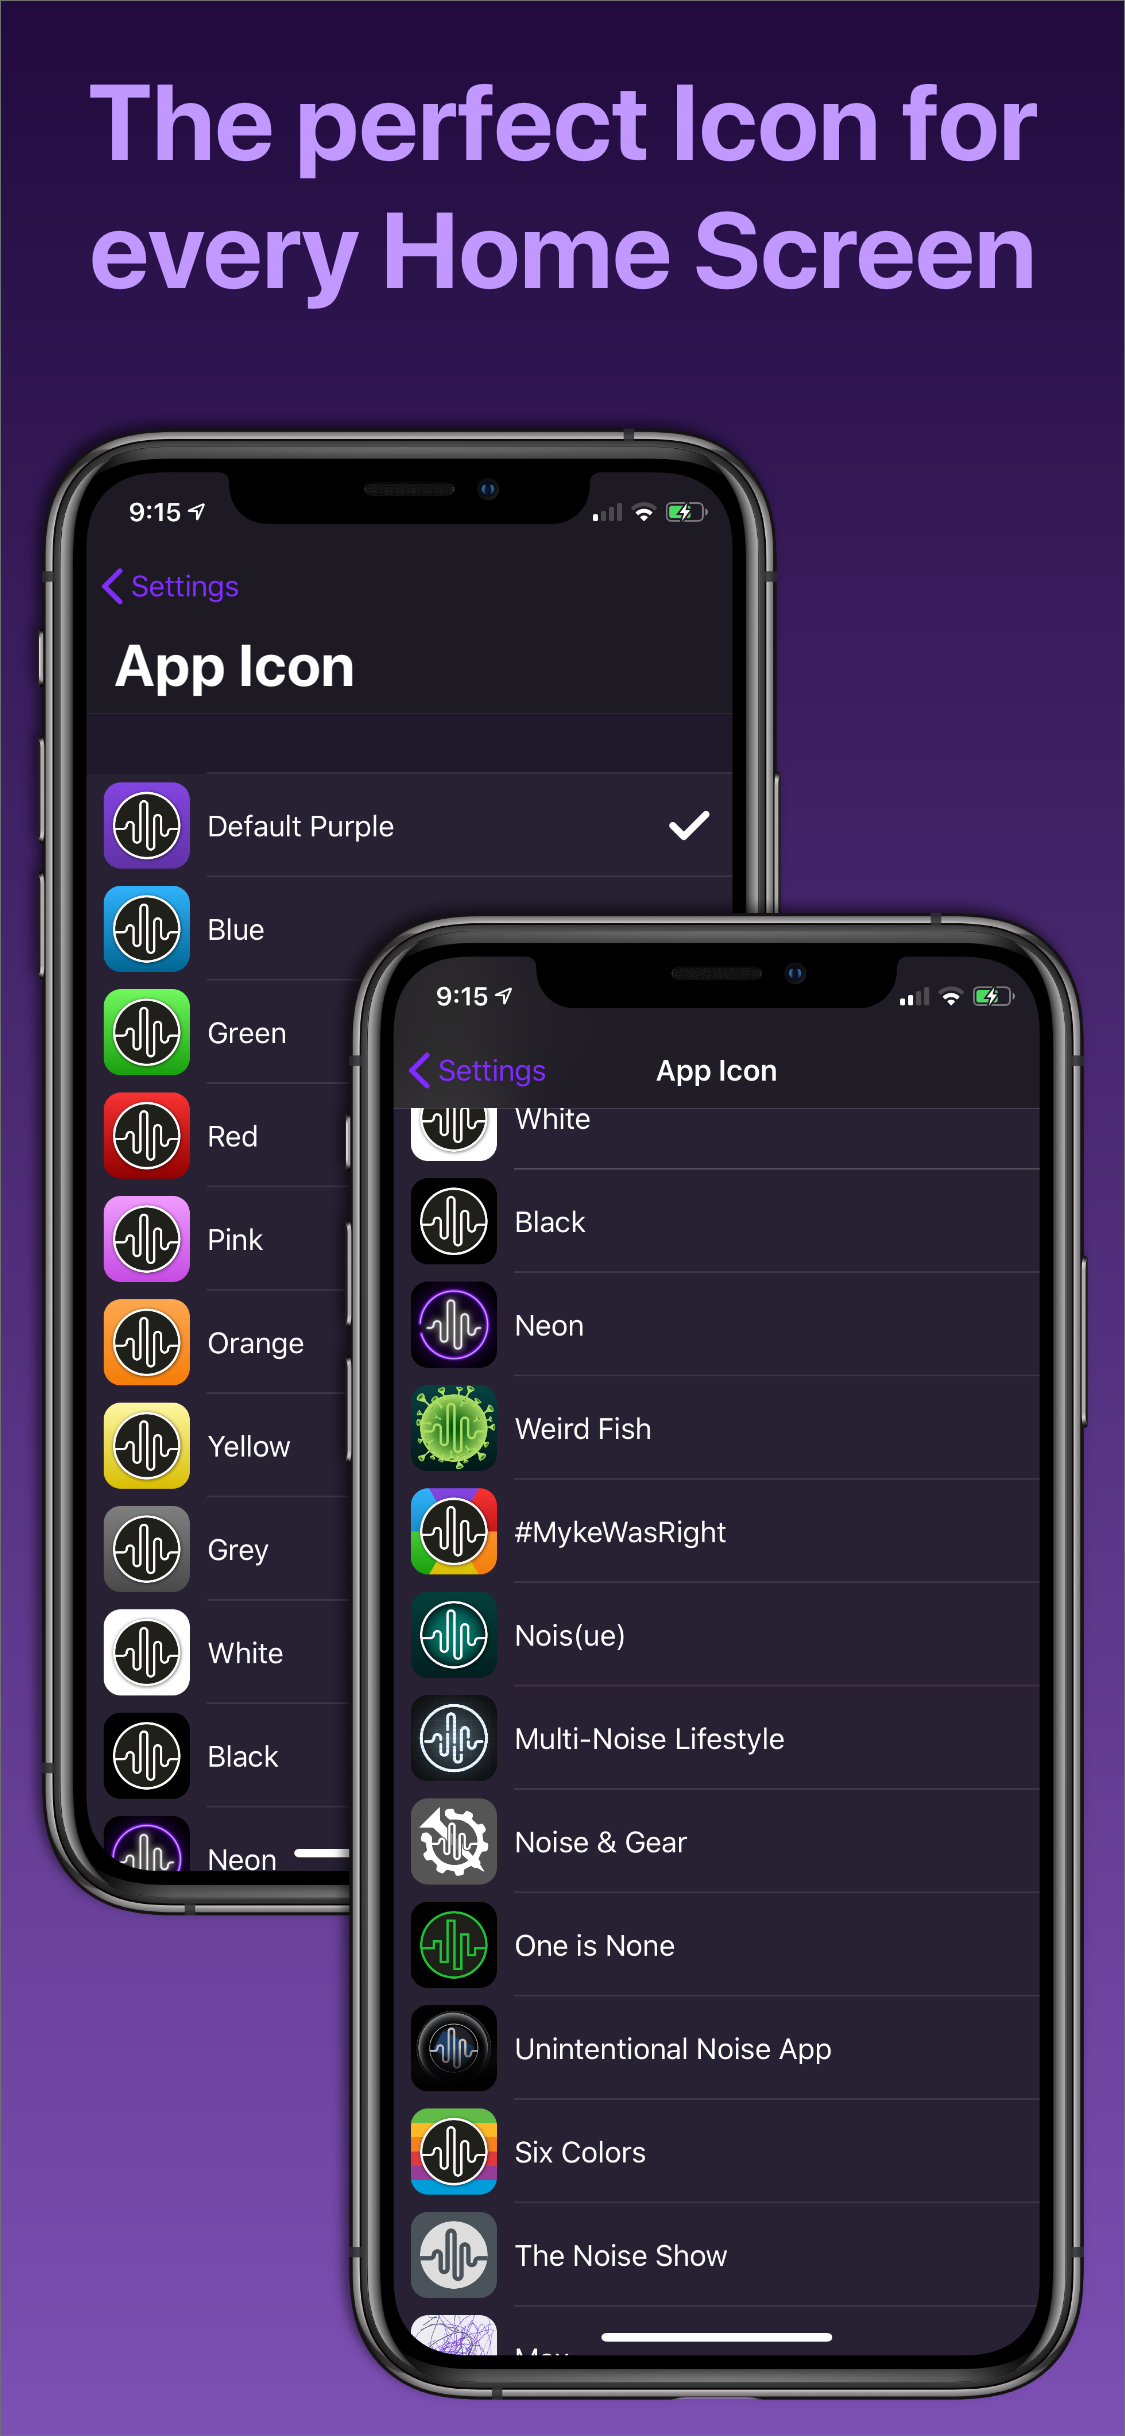 The perfect Icon for
every Home Screen
9:15
Settings
App Icon
Default Purple
Blue
Green
Red
Pink
Orange
Yellow
Grey
White
Black
Neon
9:15
Settings
App Icon
White
Black
Neon
Weird Fish
#MykeWasRight
Nois(ue)
Multi-Noise Lifestyle
Noise & Gear
One is None
Unintentional Noise App
Six Colors
The Noise Show